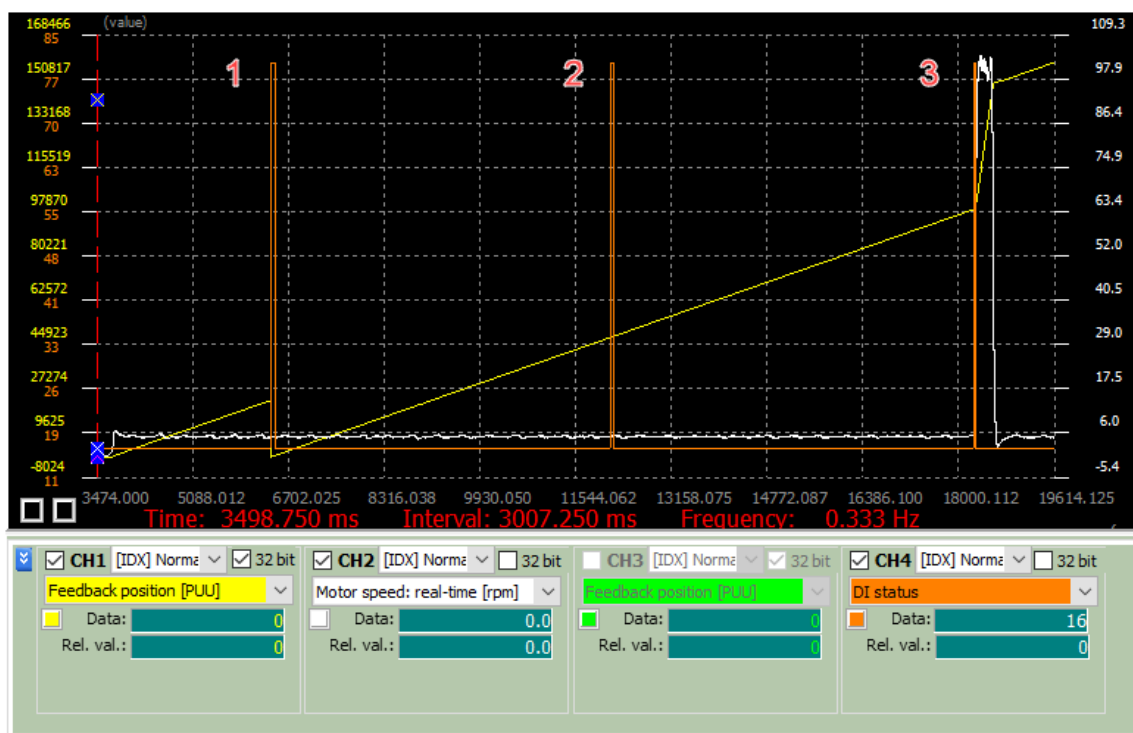 168466 (value) 109.3
85
150817 1 2 3 97.9
77
133168 86.4
70
115519 74.9
63
97870 63.4
55
80221 52.0
48
62572 40.5
41
44923 29.0
33
27274 17.5
26
9625 6.0
19
-8024 -5.4
11
3474.000 5088.012 6702.025 8316.038 9930.050 11544.062 13158.075 14772.087 16386.100 18000.112 19614.125
Time: 3498.750 ms Interval: 3007.250 ms Frequency: 0.333 Hz
CH1 [IDX] Norma 32 bit CH2 [IDX] Norma 32 bit CH3 [IDX] Norma 32 bit CH4 [IDX] Norma 32 bit
Feedback position [PUU] Motor speed: real-time [rpm] Feedback position [PUU] DI status
Data: 0 Data: 0.0 Data: 0 Data: 16
Rel. val.: 0 Rel. val.: 0.0 Rel. val.: 0 Rel. val.: 0